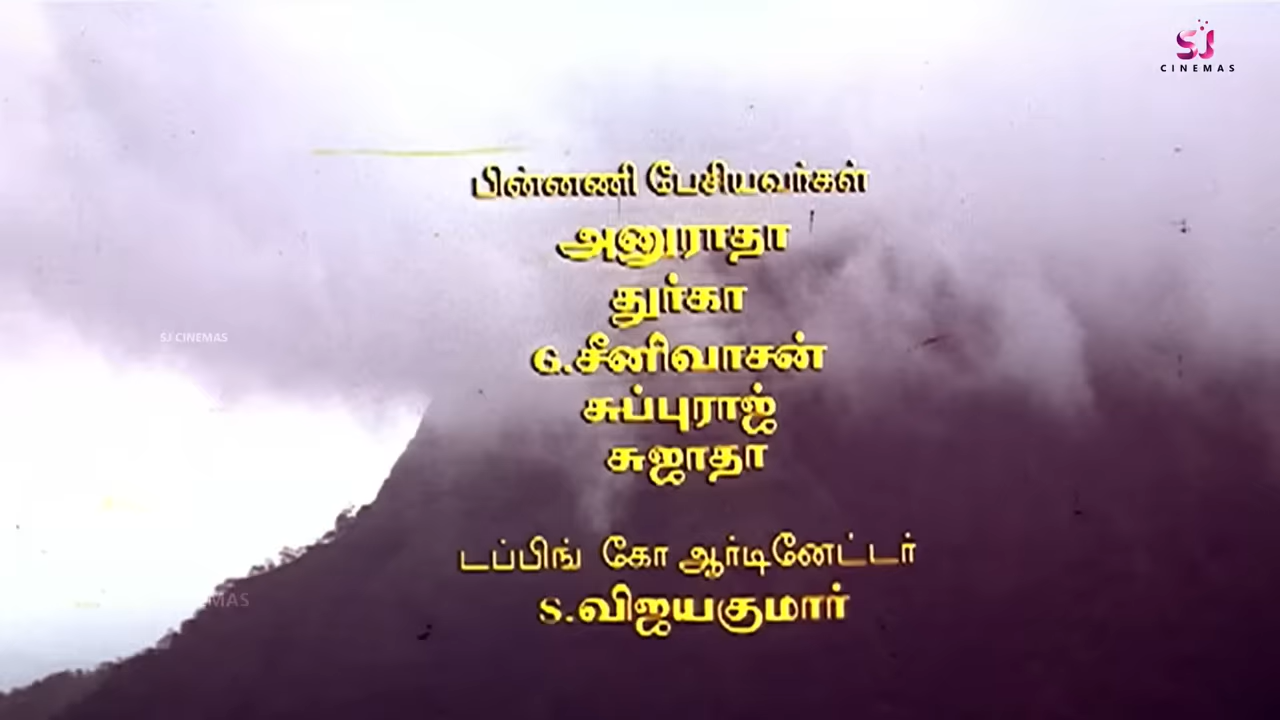 SJ
CINEMAS
பின்னணி பேசியவர்கள்
அனுராதா
துர்கா
G.சீனிவாசன்
SJ CINEMAS
சுப்புராஜ்
சுஜாதா
டப்பிங் கோ ஆர்டினேட்டர்
S.விஜயகுமார்